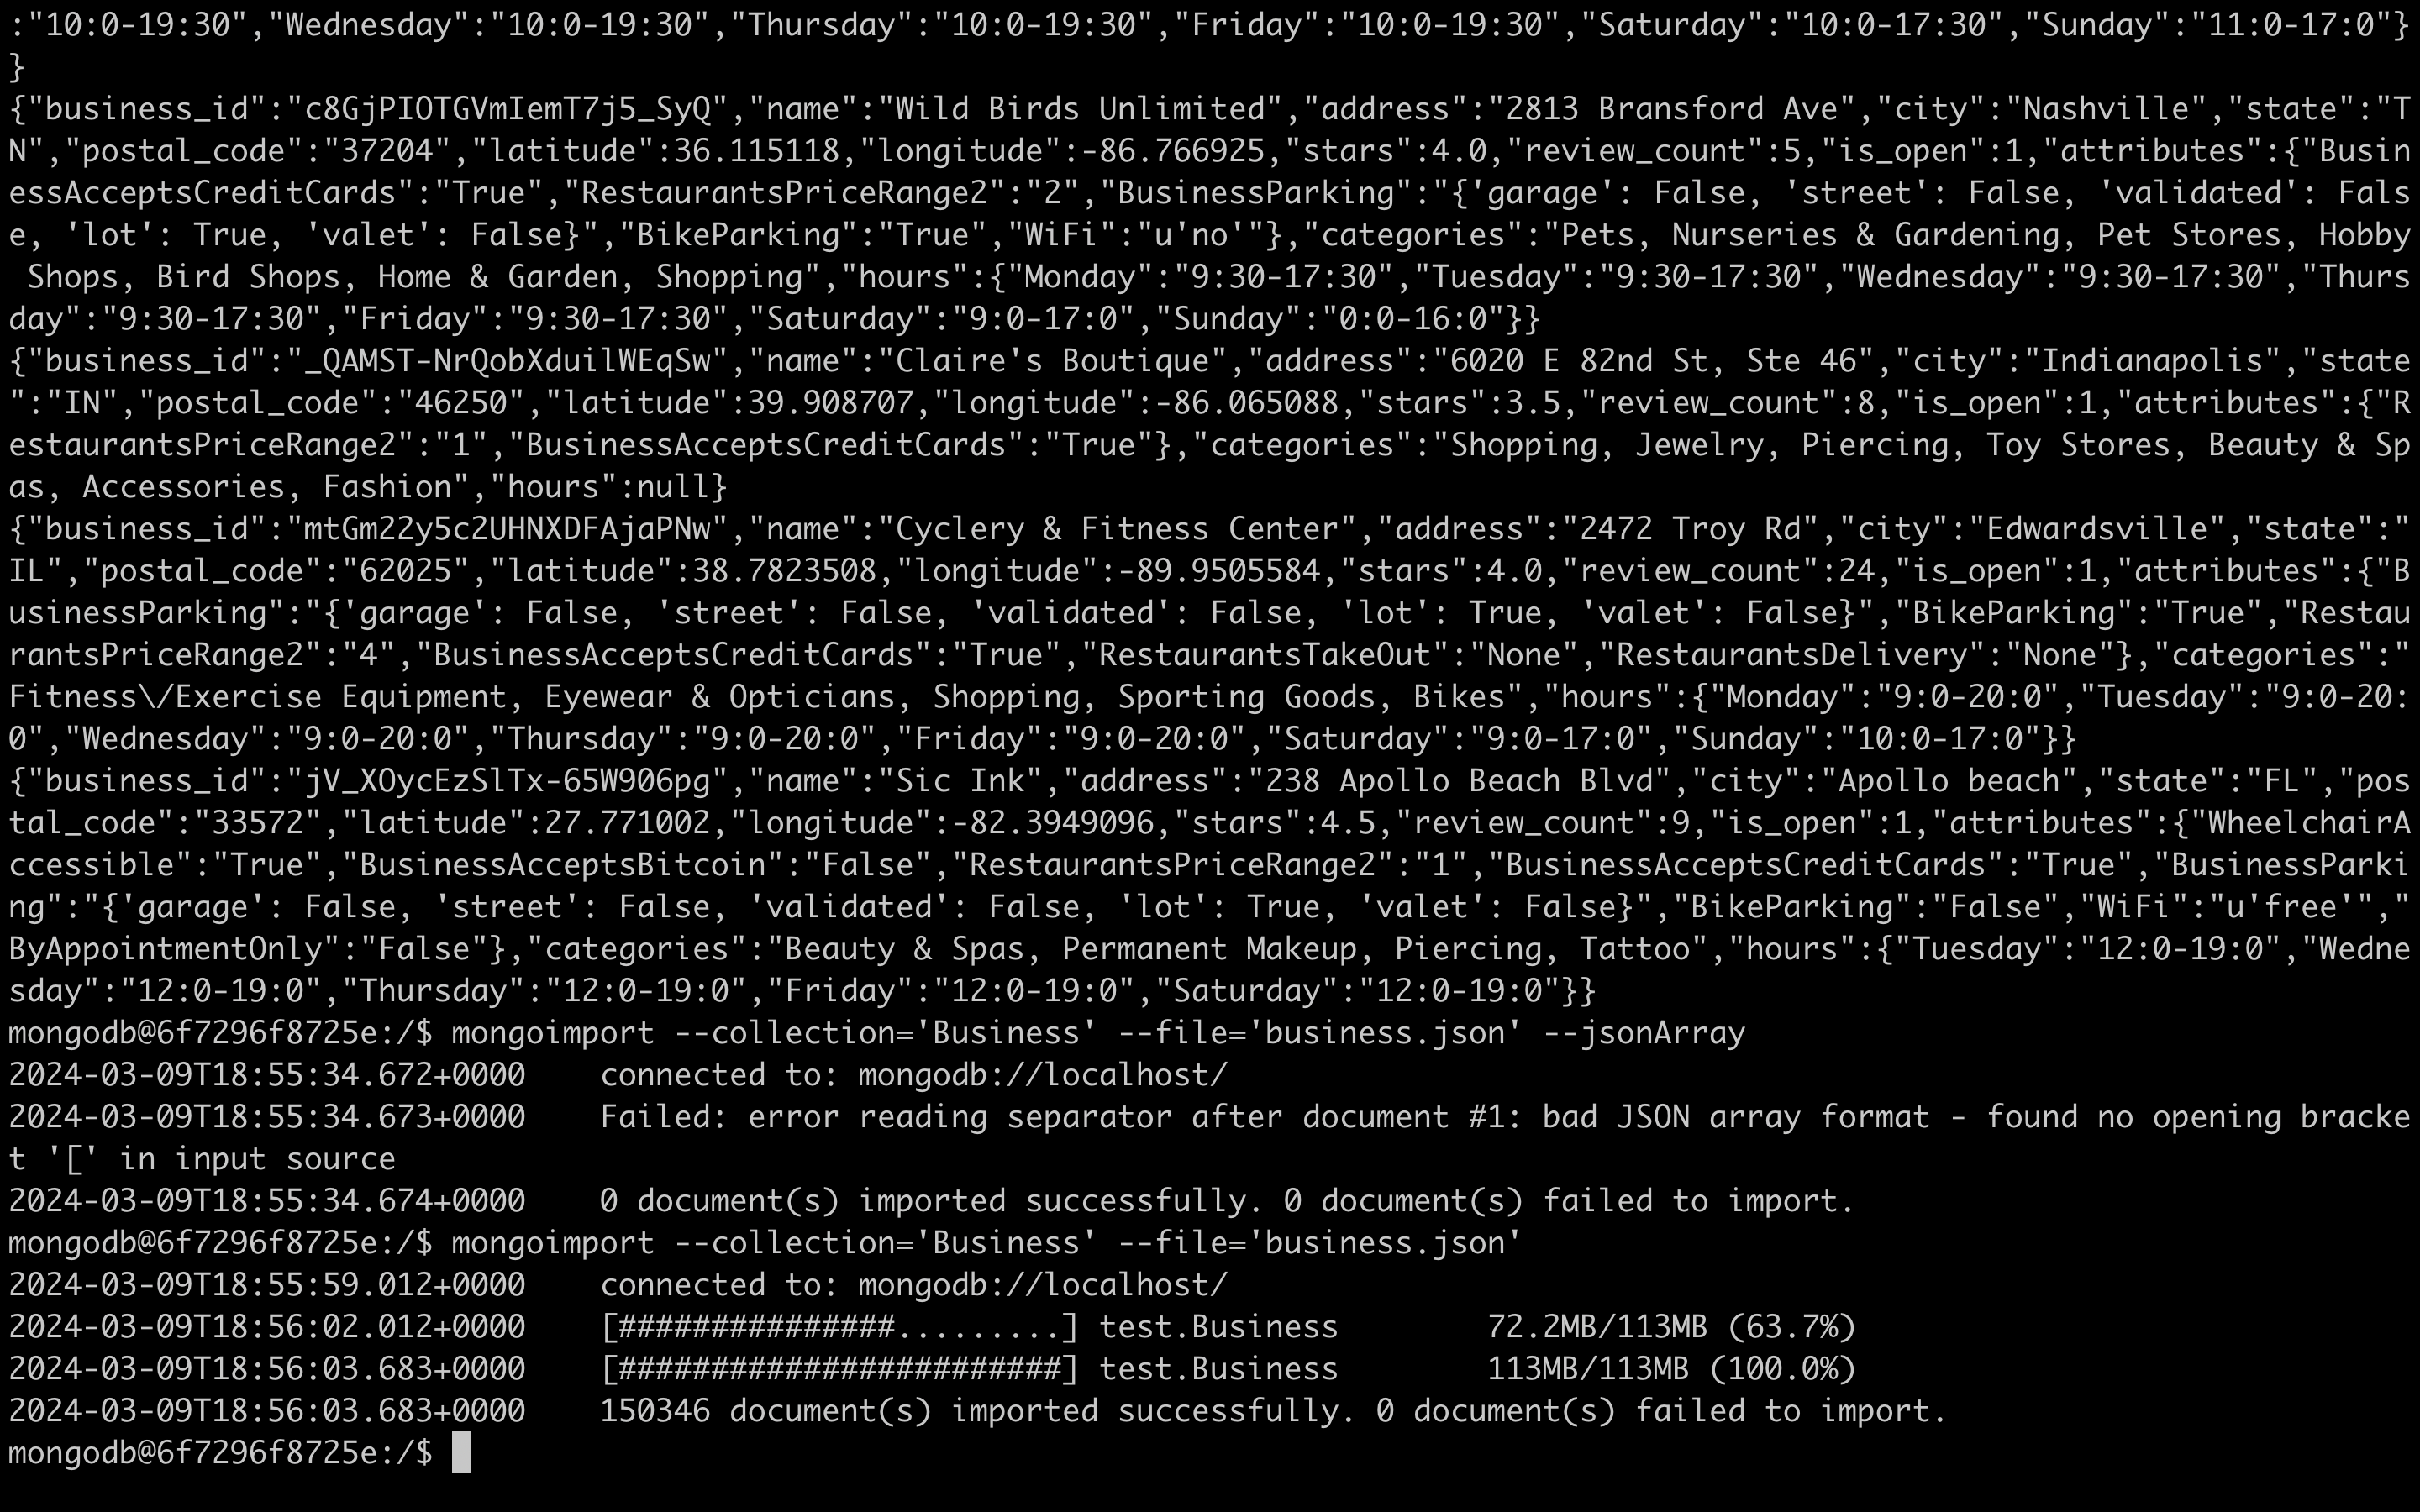 :"10:0-19:30","Wednesday":"10:0-19:30","Thursday":"10:0-19:30","Friday":"10:0-19:30","Saturday":"10:0-17:30","Sunday":"11:0-17:0"}
}
{"business_id":"c8GjPIOTGVmIemT7j5_SyQ","name":"Wild Birds Unlimited","address":"2813 Bransford Ave","city":"Nashville","state":"T
N","postal_code":"37204","latitude":36.115118,"longitude":-86.766925,"stars":4.0,"review_count":5,"is_open":1,"attributes":{"Busin
essAcceptsCreditCards":"True","RestaurantsPriceRange2":"2","BusinessParking":"{'garage': False, 'street': False, 'validated': Fals
e, 'lot': True, 'valet': False}","BikeParking":"True","WiFi":"u'no'"},"categories":"Pets, Nurseries & Gardening, Pet Stores, Hobby
 Shops, Bird Shops, Home & Garden, Shopping","hours":{"Monday":"9:30-17:30","Tuesday":"9:30-17:30","Wednesday":"9:30-17:30","Thurs
day":"9:30-17:30","Friday":"9:30-17:30","Saturday":"9:0-17:0","Sunday":"0:0-16:0"}}
{"business_id":"_QAMST-NrQobXduilWEqSw","name":"Claire's Boutique","address":"6020 E 82nd St, Ste 46","city":"Indianapolis","state
":"IN","postal_code":"46250","latitude":39.908707,"longitude":-86.065088,"stars":3.5,"review_count":8,"is_open":1,"attributes":{"R
estaurantsPriceRange2":"1","BusinessAcceptsCreditCards":"True"},"categories":"Shopping, Jewelry, Piercing, Toy Stores, Beauty & Sp
as, Accessories, Fashion","hours":null}
{"business_id":"mtGm22y5c2UHNXDFAjaPNw","name":"Cyclery & Fitness Center","address":"2472 Troy Rd","city":"Edwardsville","state":"
IL","postal_code":"62025","latitude":38.7823508,"longitude":-89.9505584,"stars":4.0,"review_count":24,"is_open":1,"attributes":{"B
usinessParking":"{'garage': False, 'street': False, 'validated': False, 'lot': True, 'valet': False}","BikeParking":"True","Restau
rantsPriceRange2":"4","BusinessAcceptsCreditCards":"True","RestaurantsTakeOut":"None","RestaurantsDelivery":"None"},"categories":"
Fitness\/Exercise Equipment, Eyewear & Opticians, Shopping, Sporting Goods, Bikes","hours":{"Monday":"9:0-20:0","Tuesday":"9:0-20:
0","Wednesday":"9:0-20:0","Thursday":"9:0-20:0","Friday":"9:0-20:0","Saturday":"9:0-17:0","Sunday":"10:0-17:0"}}
{"business_id":"jV_XOycEzSlTx-65W906pg","name":"Sic Ink","address":"238 Apollo Beach Blvd","city":"Apollo beach","state":"FL","pos
tal_code":"33572","latitude":27.771002,"longitude":-82.3949096,"stars":4.5,"review_count":9,"is_open":1,"attributes":{"WheelchairA
ccessible":"True","BusinessAcceptsBitcoin":"False","RestaurantsPriceRange2":"1","BusinessAcceptsCreditCards":"True","BusinessParki
ng":"{'garage': False, 'street': False, 'validated': False, 'lot': True, 'valet': False}","BikeParking":"False","WiFi":"u'free'","
ByAppointmentOnly":"False"},"categories":"Beauty & Spas, Permanent Makeup, Piercing, Tattoo","hours":{"Tuesday":"12:0-19:0","Wedne
sday":"12:0-19:0","Thursday":"12:0-19:0","Friday":"12:0-19:0","Saturday":"12:0-19:0"}}
mongodb@6f7296f8725e:/$ mongoimport --collection='Business' --file='business.json' --jsonArray
2024-03-09T18:55:34.672+0000    connected to: mongodb://localhost/
2024-03-09T18:55:34.673+0000    Failed: error reading separator after document #1: bad JSON array format - found no opening bracke
t '[' in input source
2024-03-09T18:55:34.674+0000    0 document(s) imported successfully. 0 document(s) failed to import.
mongodb@6f7296f8725e:/$ mongoimport --collection='Business' --file='business.json'
2024-03-09T18:55:59.012+0000    connected to: mongodb://localhost/
2024-03-09T18:56:02.012+0000    [###############.........] test.Business        72.2MB/113MB (63.7%)
2024-03-09T18:56:03.683+0000    [########################] test.Business        113MB/113MB (100.0%)
2024-03-09T18:56:03.683+0000    150346 document(s) imported successfully. 0 document(s) failed to import.
mongodb@6f7296f8725e:/$